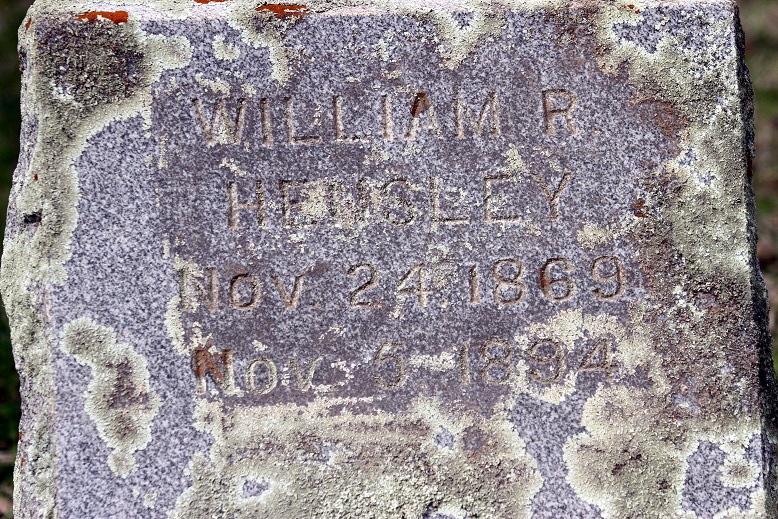 WILLIAM R.
HENSLEY
Nov. 24, 1869
Nov. 5 1894